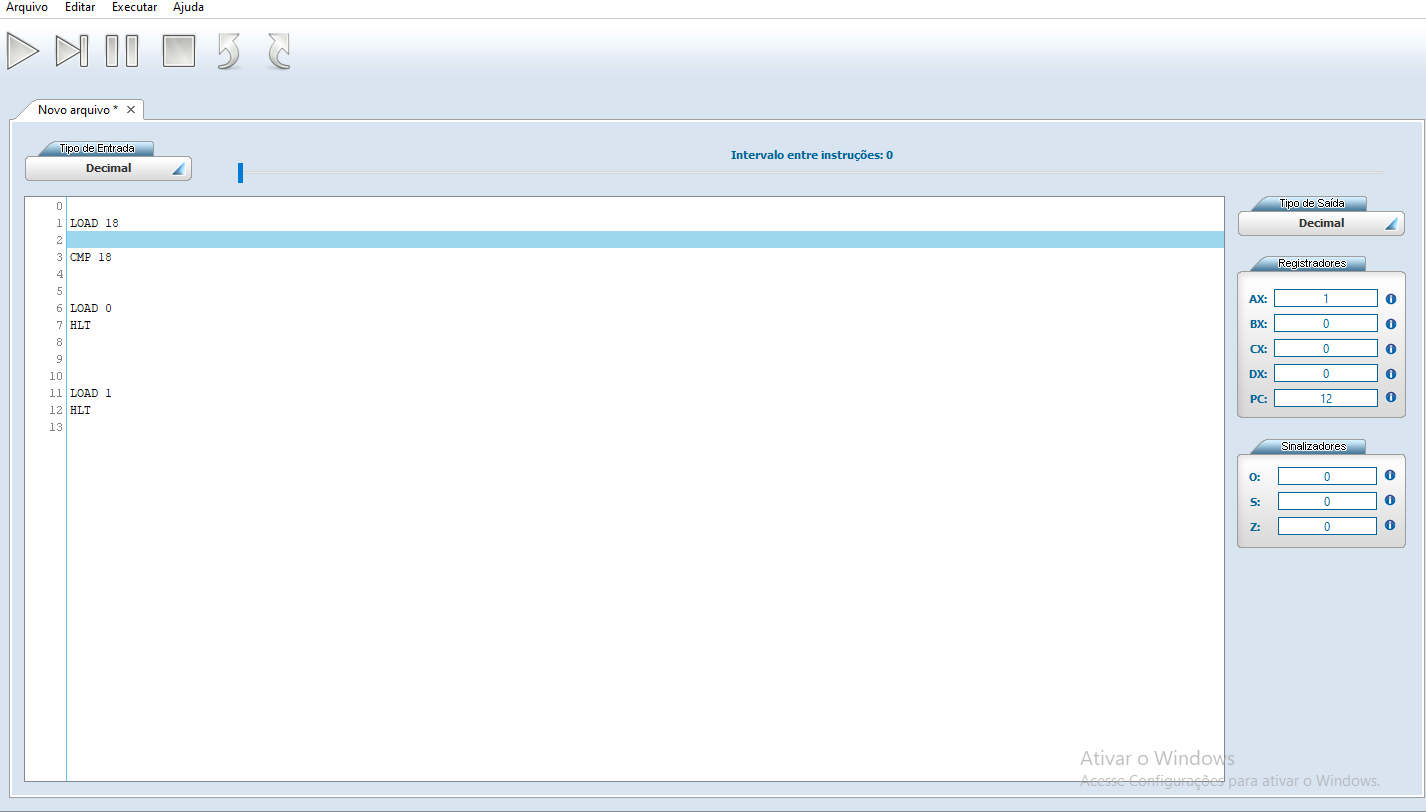 Arquivo Editar Executar Ajuda
Novo arquivo *
Tipo de Entrada
Decimal
Intervalo entre instruções: 0
0
1 LOAD 18
2
3 CMP 18
4
5
6 LOAD 0
7 HLT
8
9
10
11 LOAD 1
12 HLT
13
Tipo de Saída
Decimal
Registradores
AX: 1
BX: 0
CX: 0
DX: 0
PC: 12
Sinalizadores
O: 0
S: 0
Z: 0
Ativar o Windows
Acesse Configurações para ativar o Windows.